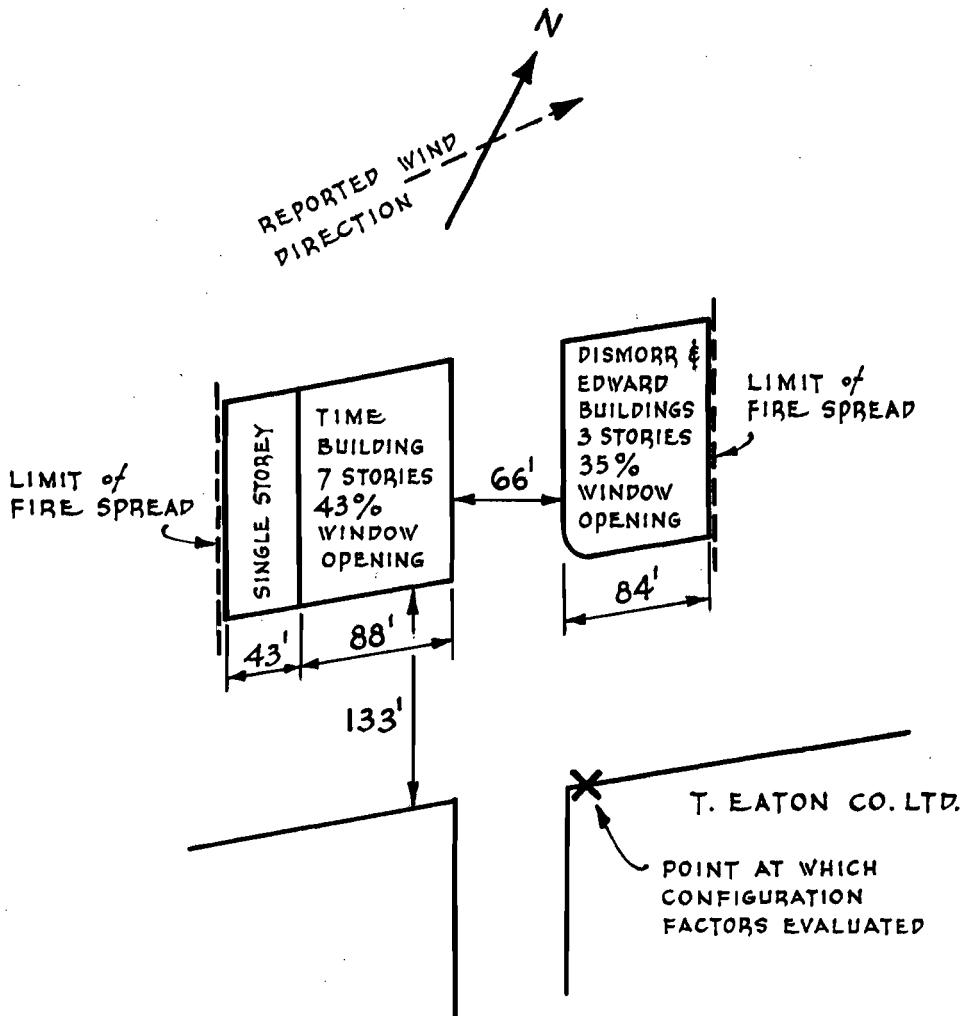 N
REPORTED WIND
DIRECTION
DISMORR &
EDWARD
BUILDINGS
3 STORIES
35%
WINDOW
OPENING
LIMIT of
FIRE SPREAD
SINGLE STOREY
TIME
BUILDING
7 STORIES
43%
WINDOW
OPENING
66'
LIMIT of
FIRE SPREAD
84'
43'
88'
133'
T. EATON CO. LTD.
POINT AT WHICH
CONFIGURATION
FACTORS EVALUATED